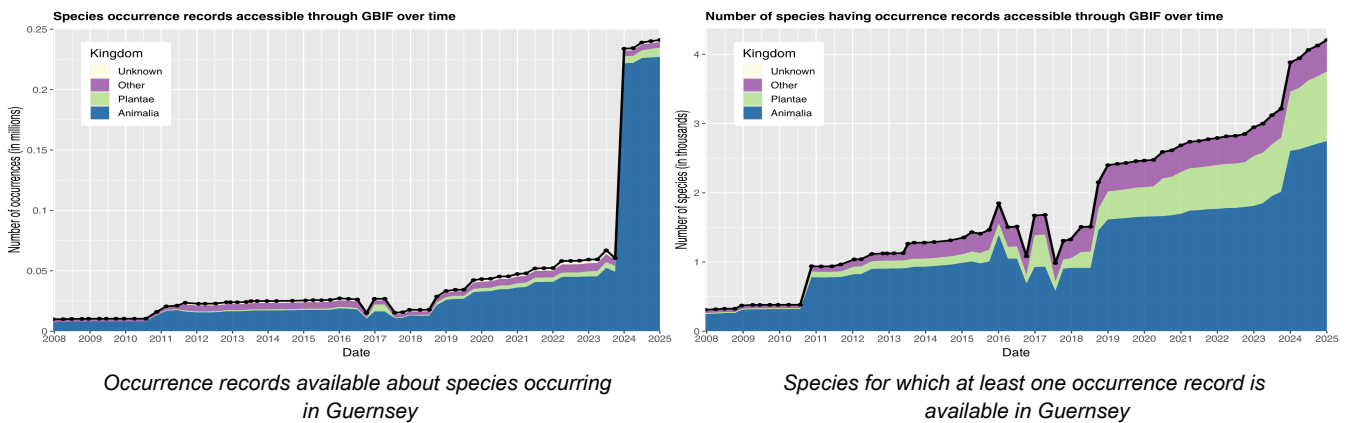 Species occurrence records accessible through GBIF over time
Number of occurrences (in millions)
0.25
0.2
0.15
0.1
0.05
0
Kingdom
Unknown
Other
Plantae
Animalia
2008 2009 2010 2011 2012 2013 2014 2015 2016 2017 2018 2019 2020 2021 2022 2023 2024 2025
Date
Occurrence records available about species occurring
in Guernsey
Number of species having occurrence records accessible through GBIF over time
Number of species (in thousands)
4
3
2
1
0
Kingdom
Unknown
Other
Plantae
Animalia
2008 2009 2010 2011 2012 2013 2014 2015 2016 2017 2018 2019 2020 2021 2022 2023 2024 2025
Date
Species for which at least one occurrence record is
available in Guernsey